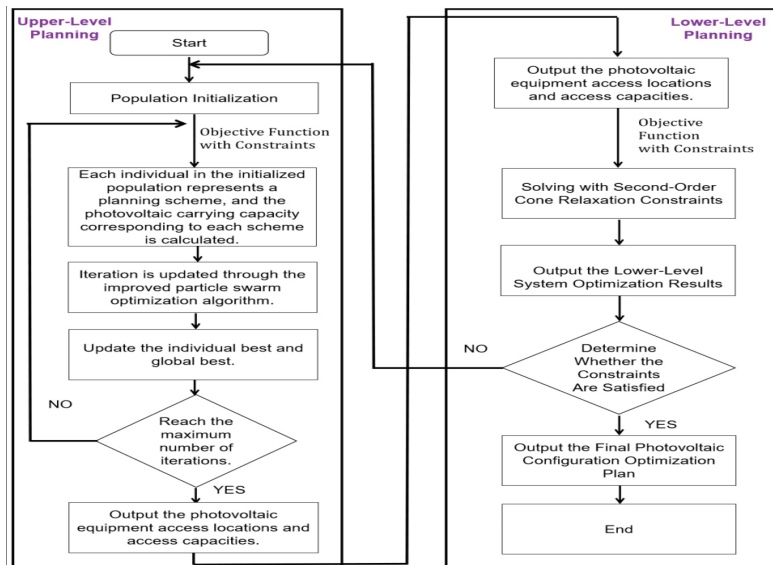 Upper-Level
Planning
Start
Population Initialization
Objective Function
with Constraints
Each individual in the initialized
population represents a
planning scheme, and the
photovoltaic carrying capacity
corresponding to each scheme
is calculated.
Iteration is updated through the
improved particle swarm
optimization algorithm.
Update the individual best and
global best.
NO
Reach the
maximum
number of
iterations.
YES
Output the photovoltaic
equipment access locations and
access capacities.
Lower-Level
Planning
Output the photovoltaic
equipment access locations
and access capacities.
Objective
Function
with Constraints
Solving with Second-Order
Cone Relaxation Constraints
Output the Lower-Level
System Optimization Results
NO
Determine
Whether the
Constraints
Are Satisfied
YES
Output the Final Photovoltaic
Configuration Optimization
Plan
End